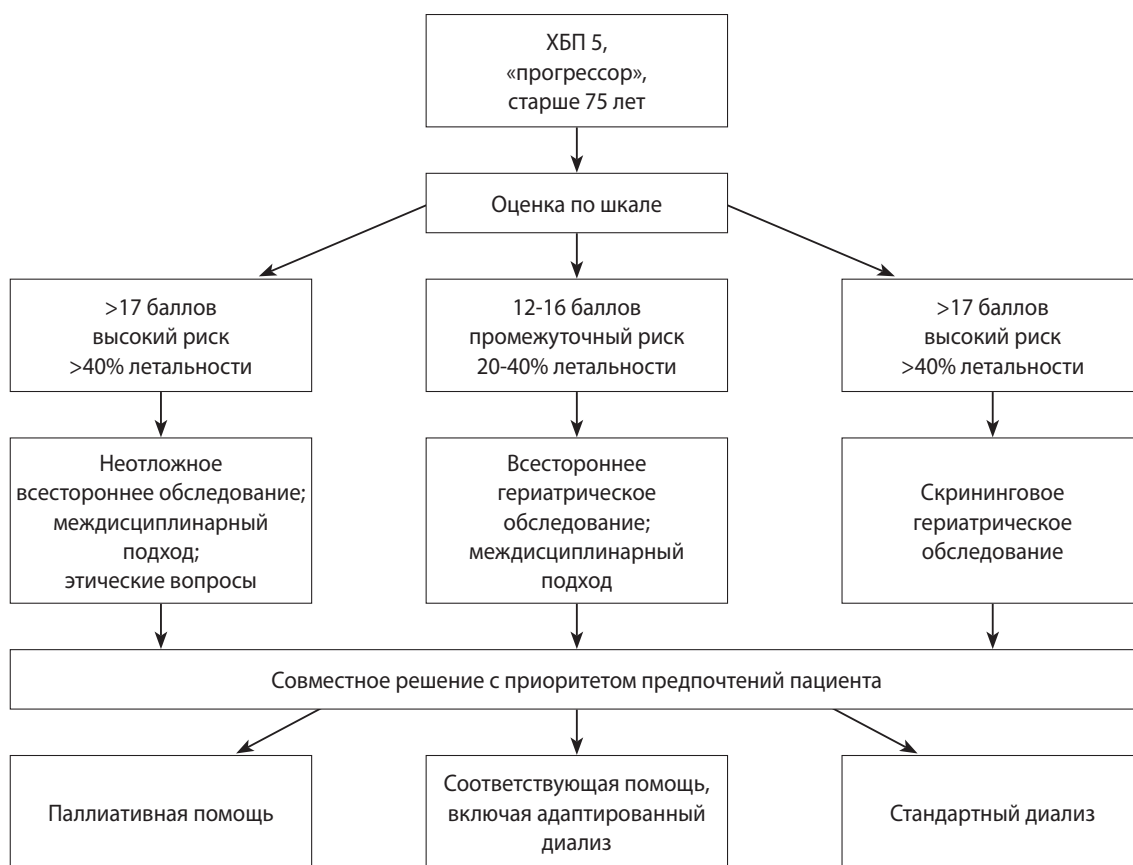 ХБП 5,
«прогрессор»,
старше 75 лет
Оценка по шкале
>17 баллов
высокий риск
>40% летальности
12-16 баллов
промежуточный риск
20-40% летальности
>17 баллов
высокий риск
>40% летальности
Неотложное
всестороннее обследование;
междисциплинарный
подход;
этические вопросы
Всестороннее
гериатрическое
обследование;
междисциплинарный
подход
Скрининговое
гериатрическое
обследование
Совместное решение с приоритетом предпочтений пациента
Паллиативная помощь
Соответствующая помощь,
включая адаптированный
диализ
Стандартный диализ